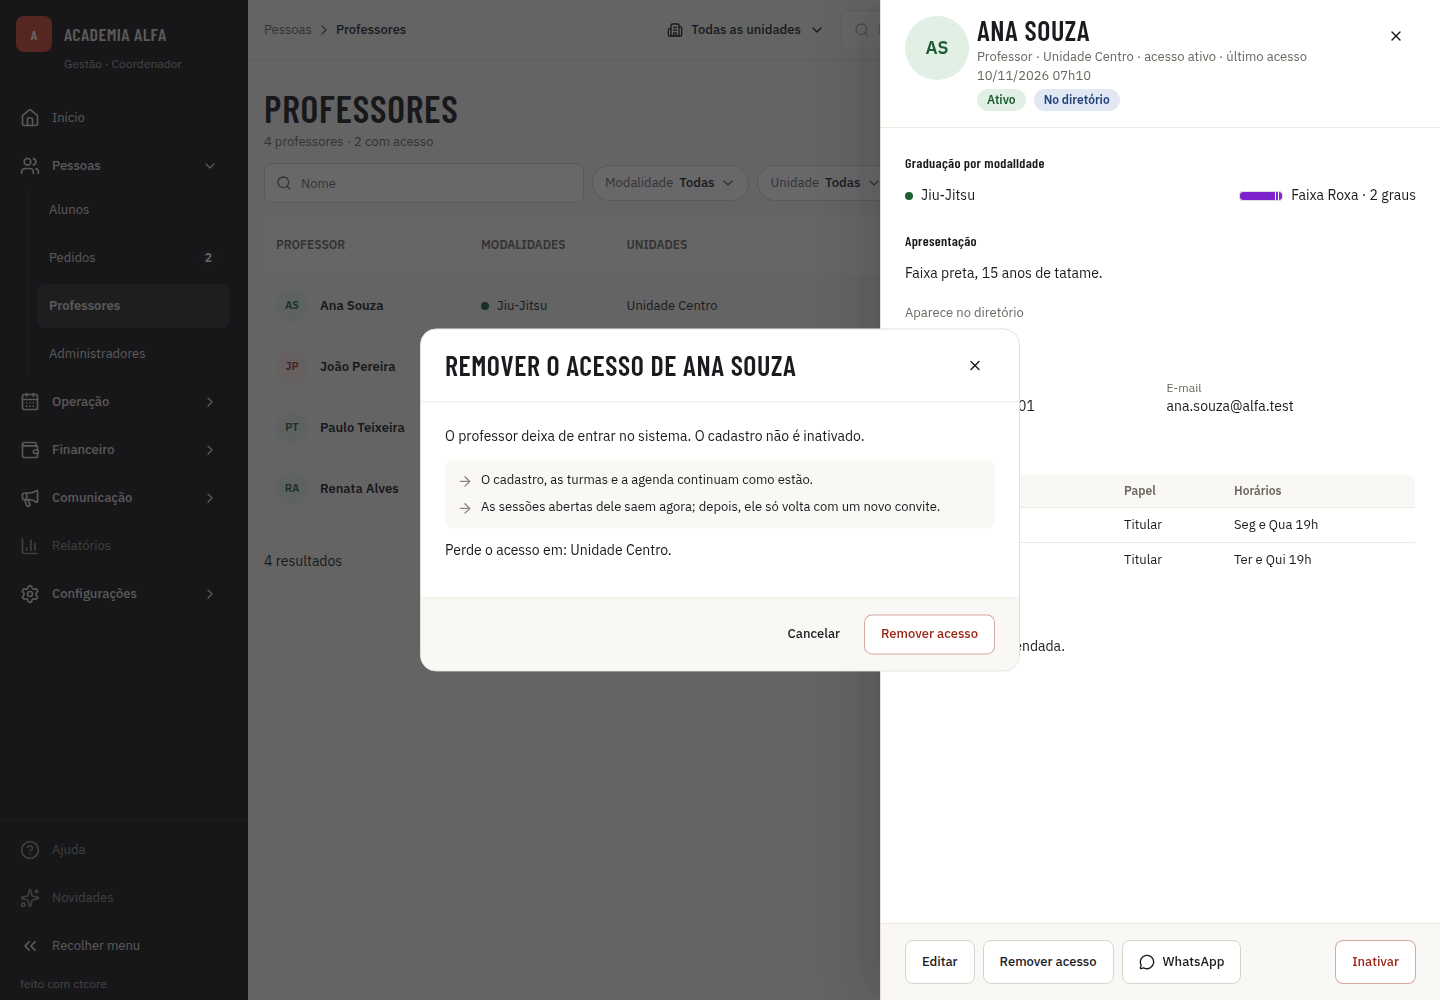 A
ACADEMIA ALFA
Gestão · Coordenador
Início
Pessoas
Alunos
Pedidos 2
Professores
Administradores
Operação
Financeiro
Comunicação
Relatórios
Configurações
Ajuda
Novidades
Recolher menu
feito com ctcore
Pessoas Professores
Todas as unidades
PROFESSORES
4 professores · 2 com acesso
Nome
Modalidade Todas
Unidade Todas
PROFESSOR MODALIDADES UNIDADES
AS Ana Souza Jiu-Jitsu Unidade Centro
JP João Pereira
PT Paulo Teixeira
RA Renata Alves
4 resultados
REMOVER O ACESSO DE ANA SOUZA
O professor deixa de entrar no sistema. O cadastro não é inativado.
O cadastro, as turmas e a agenda continuam como estão.
As sessões abertas dele saem agora; depois, ele só volta com um novo convite.
Perde o acesso em: Unidade Centro.
Cancelar
Remover acesso
AS
ANA SOUZA
Professor · Unidade Centro · acesso ativo · último acesso
10/11/2026 07h10
Ativo No diretório
Graduação por modalidade
Jiu-Jitsu Faixa Roxa · 2 graus
Apresentação
Faixa preta, 15 anos de tatame.
Aparece no diretório
E-mail
01 ana.souza@alfa.test
Papel Horários
Titular Seg e Qua 19h
Titular Ter e Qui 19h
endada.
Editar
Remover acesso
WhatsApp
Inativar